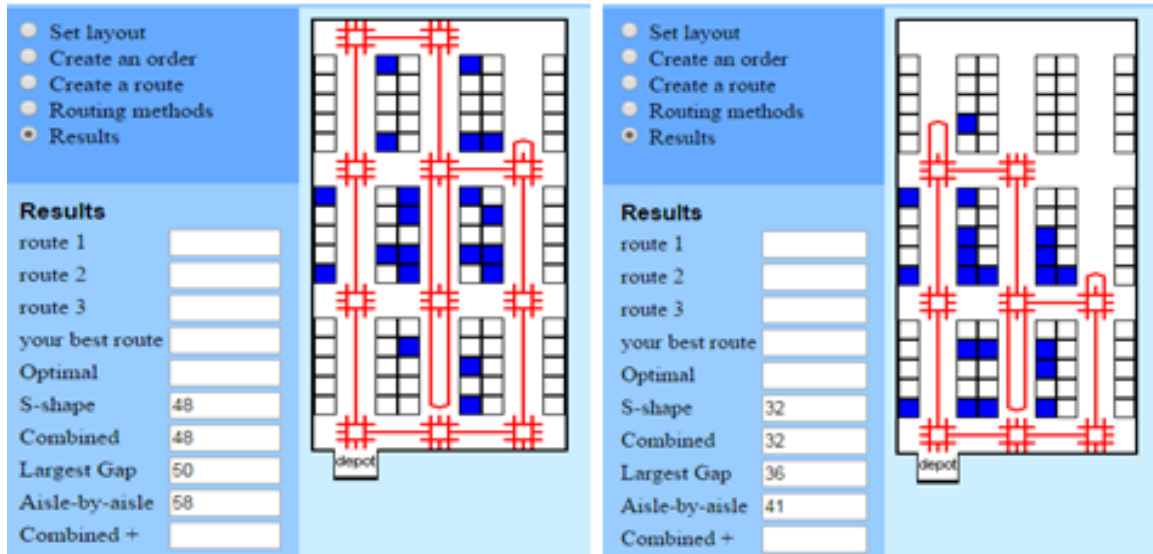 Set layout
Create an order
Create a route
Routing methods
Results
Results
route 1
route 2
route 3
your best route
Optimal
S-shape 48
Combined 48
Largest Gap 50
Aisle-by-aisle 58
Combined +
depot
Set layout
Create an order
Create a route
Routing methods
Results
Results
route 1
route 2
route 3
your best route
Optimal
S-shape 32
Combined 32
Largest Gap 36
Aisle-by-aisle 41
Combined +
depot